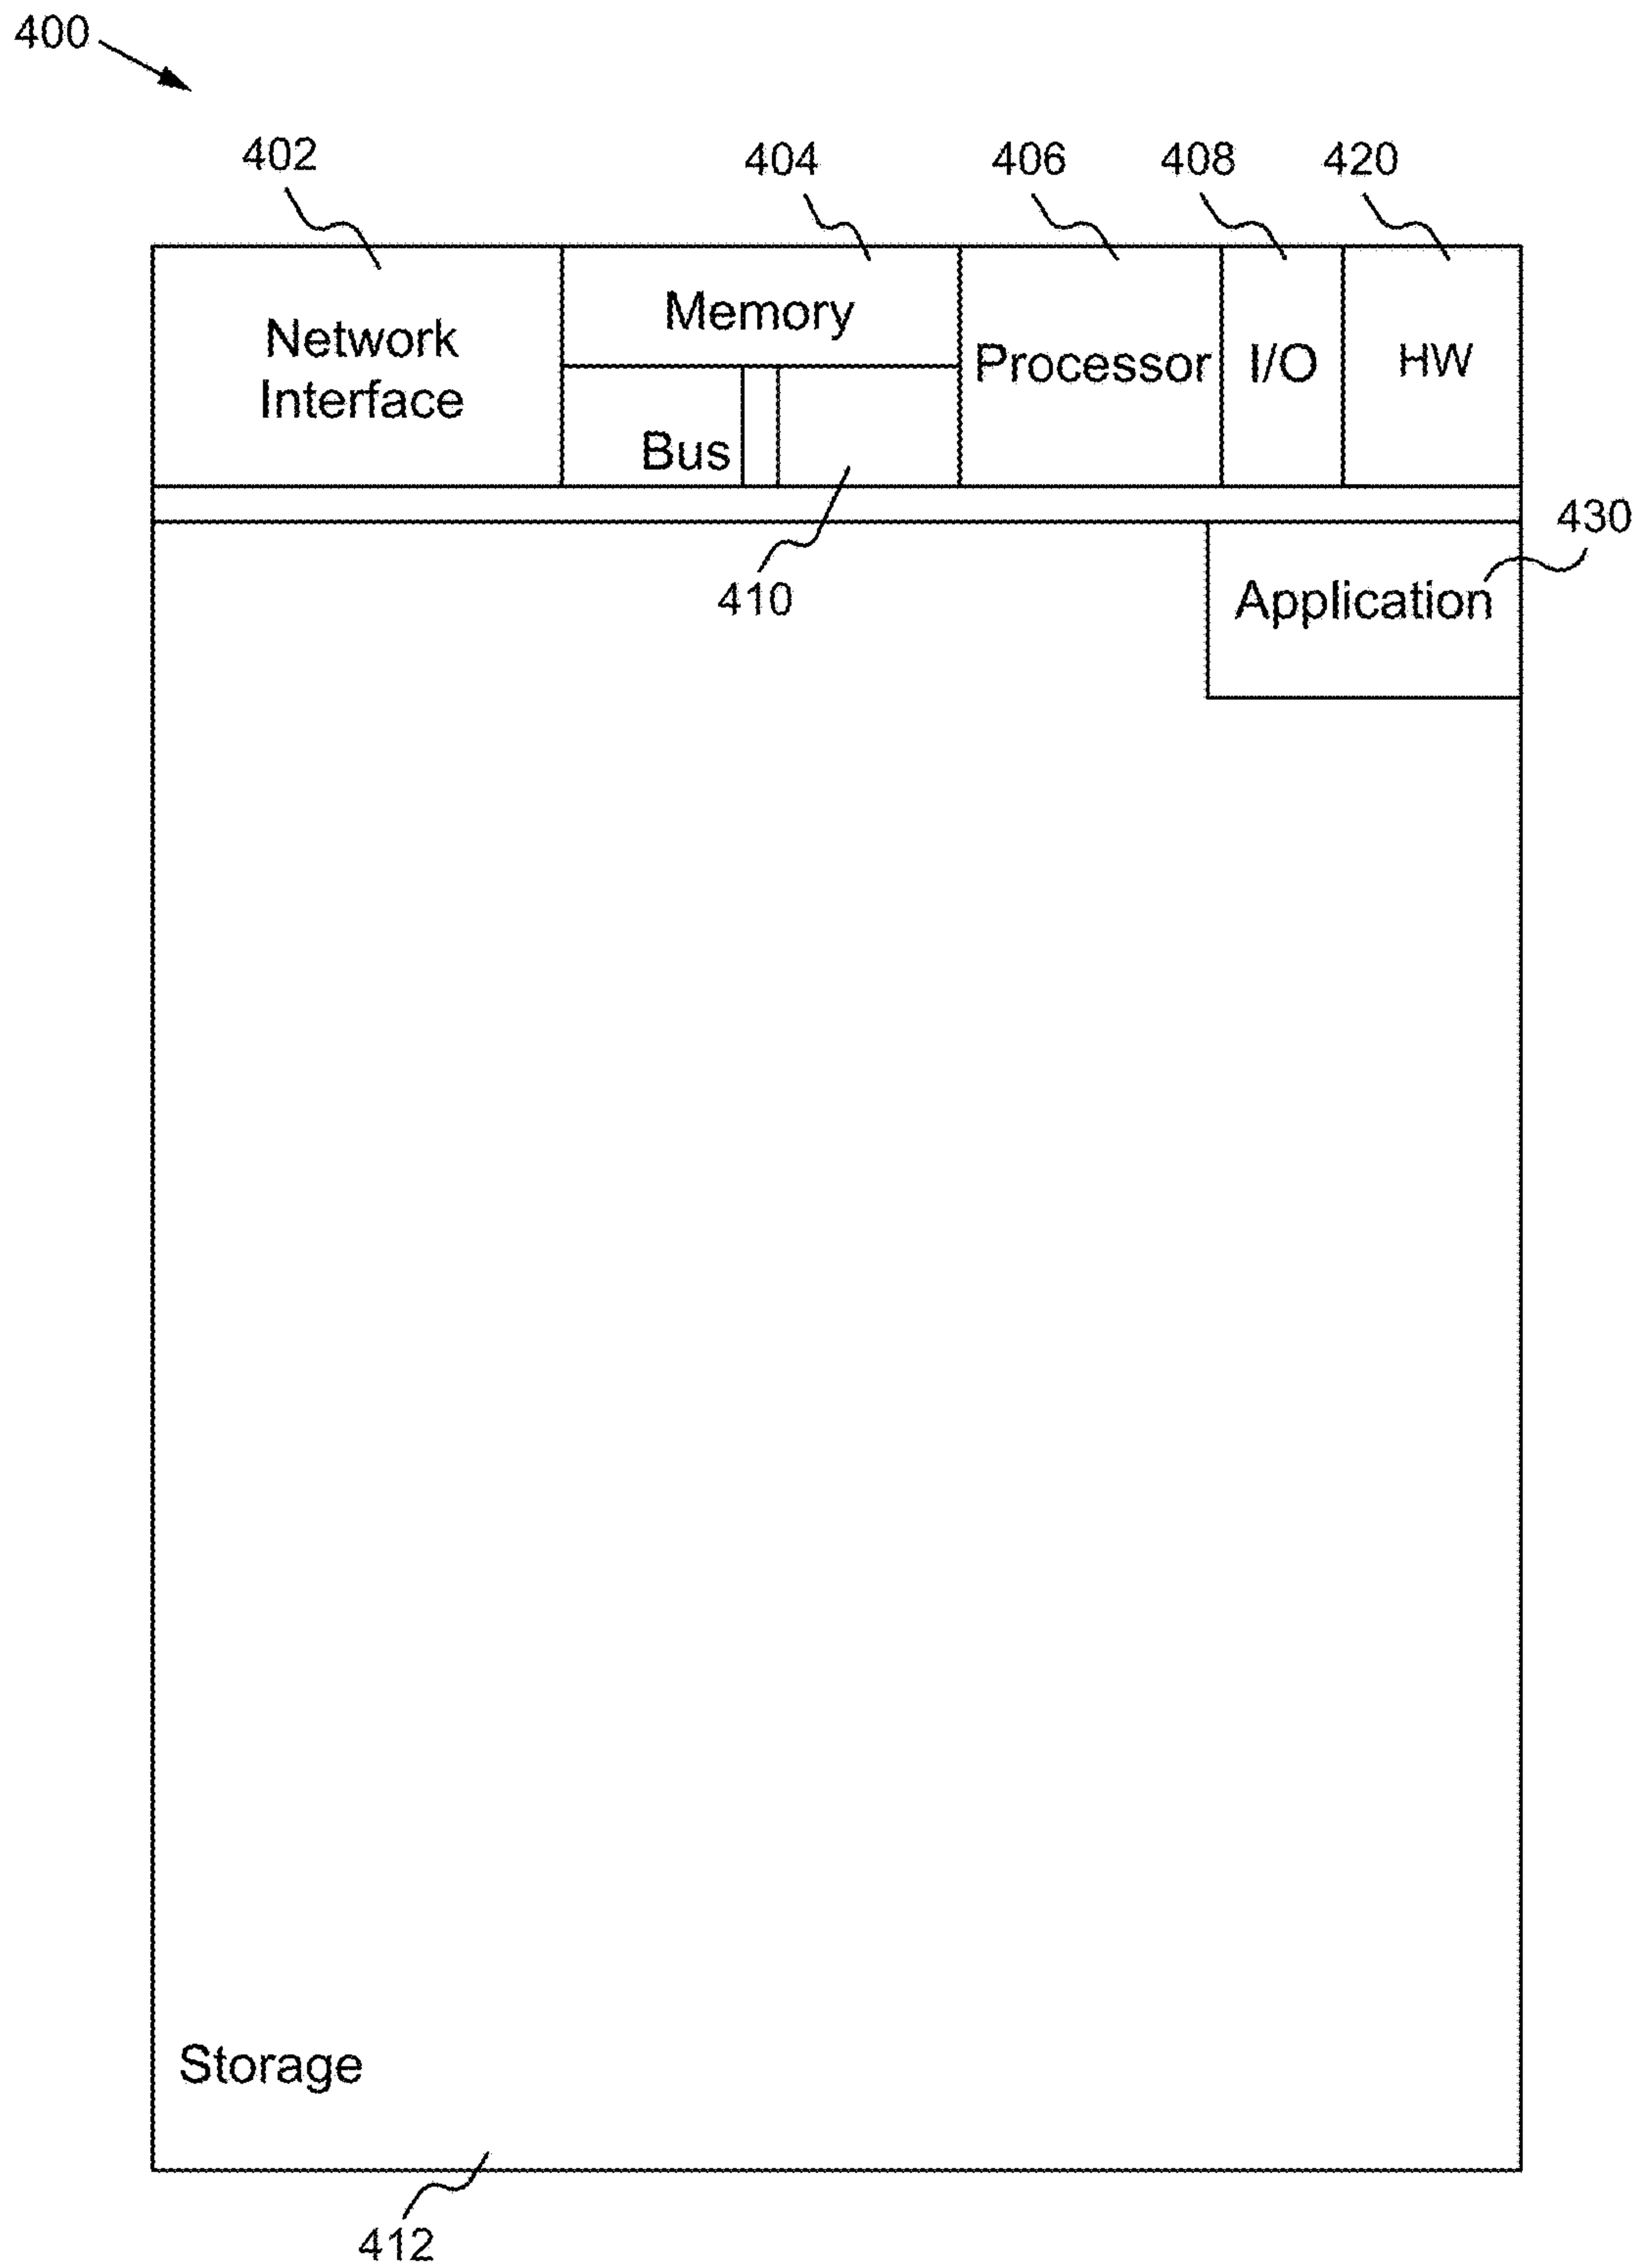 400
402
404
406
408
420
Network
Interface
Memory
Processor
I/O
HW
Bus
430
410
Application
Storage
412